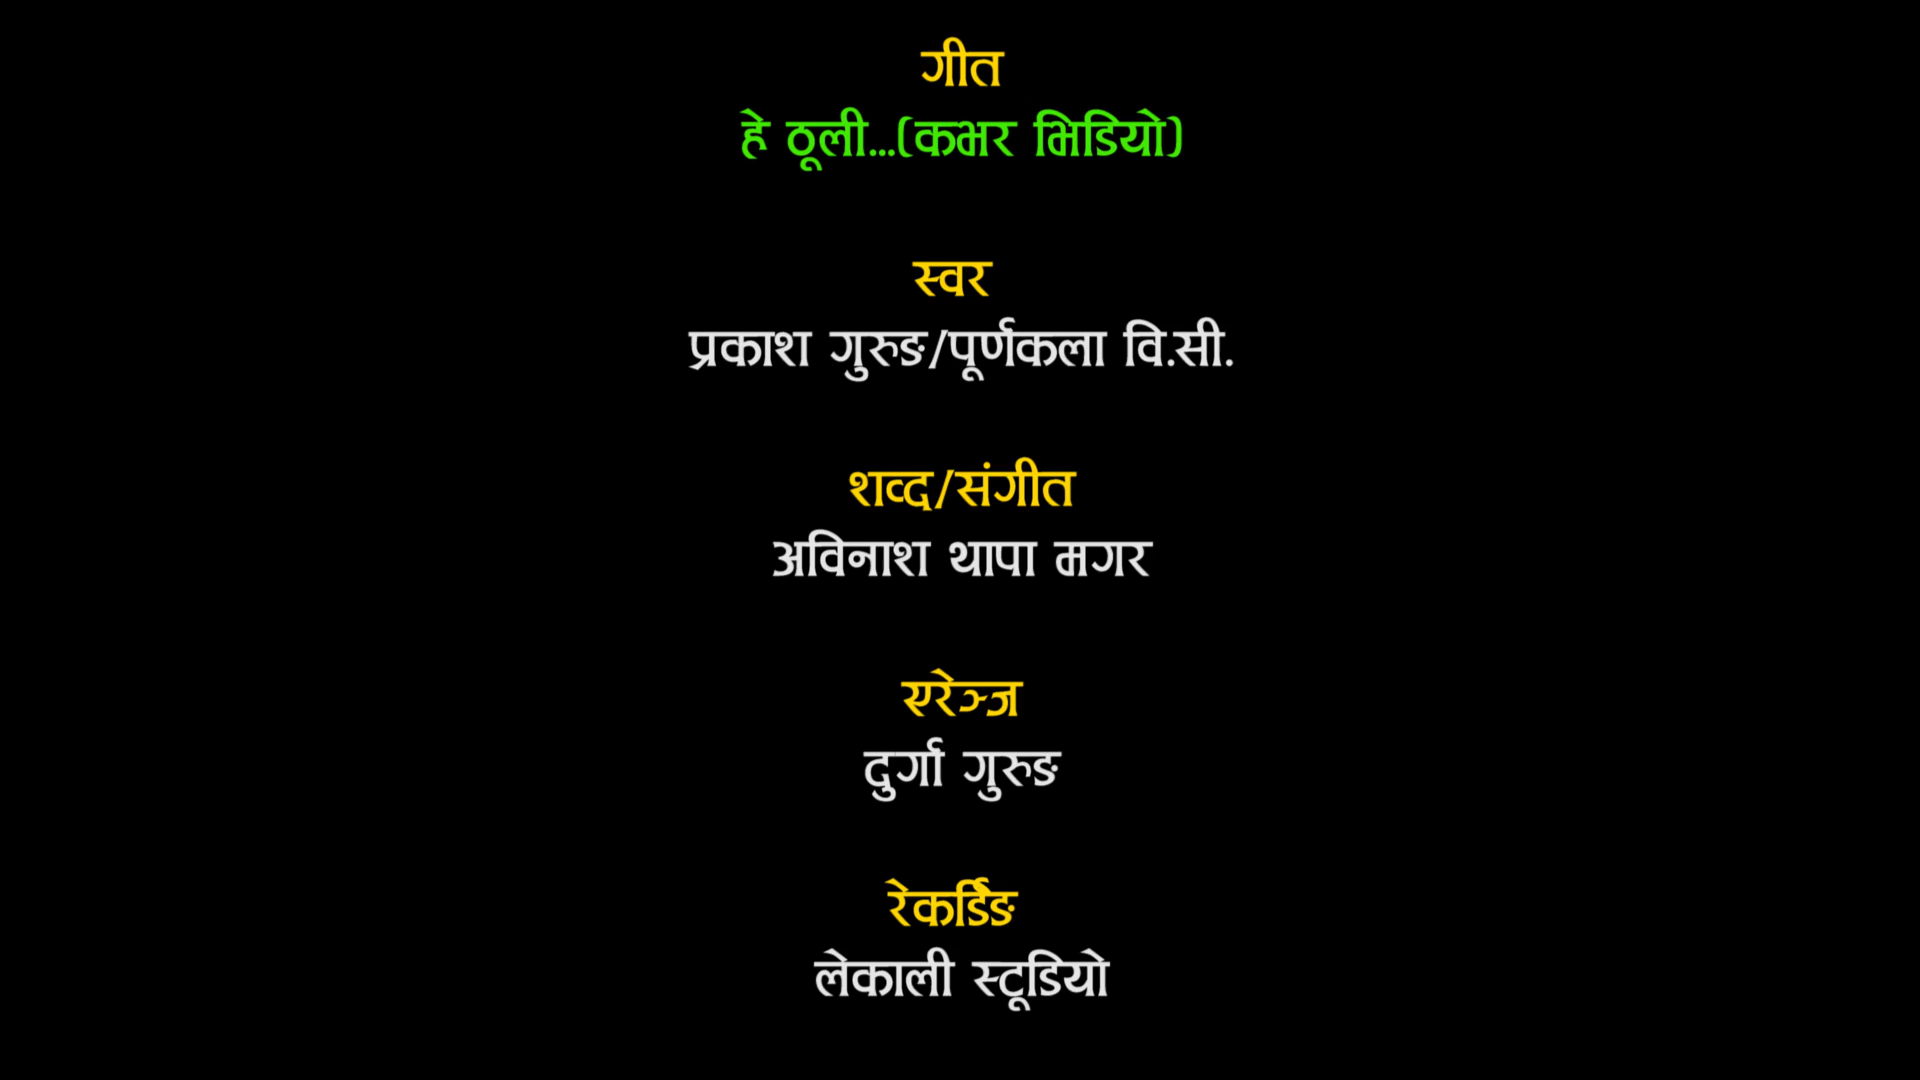 गीत
हे ठूली...(कभर भिडियो)
स्वर
प्रकाश गुरुङ/पूर्णकला वि.सी.
शव्द/संगीत
अविनाश थापा मगर
एरेञ्ज
दुर्गा गुरुङ
रेकर्डिङ
लेकाली स्टूडियो